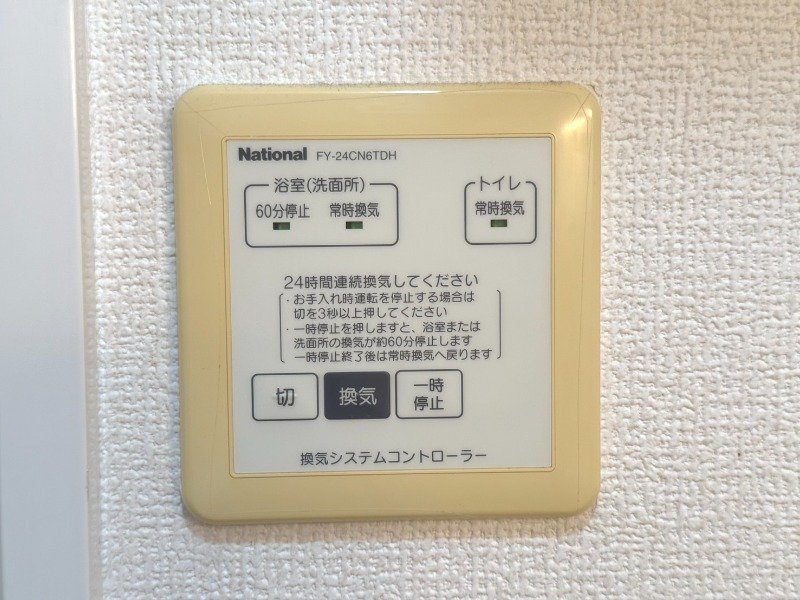 National FY-24CN6TDH
浴室(洗面所)
60分停止 常時換気
トイレ
常時換気
24時間連続換気してください
・お手入れ時運転を停止する場合は
切を3秒以上押してください
・一時停止を押しますと、浴室または
洗面所の換気が約60分停止します
一時停止終了後は常時換気へ戻ります
切
換気
一時
停止
換気システムコントローラー